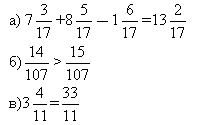 а) 7 3/17 + 8 5/17 — 1 6/17 = 13 2/17
б) 14/107 > 15/107
в) 3 4/11 = 33/11